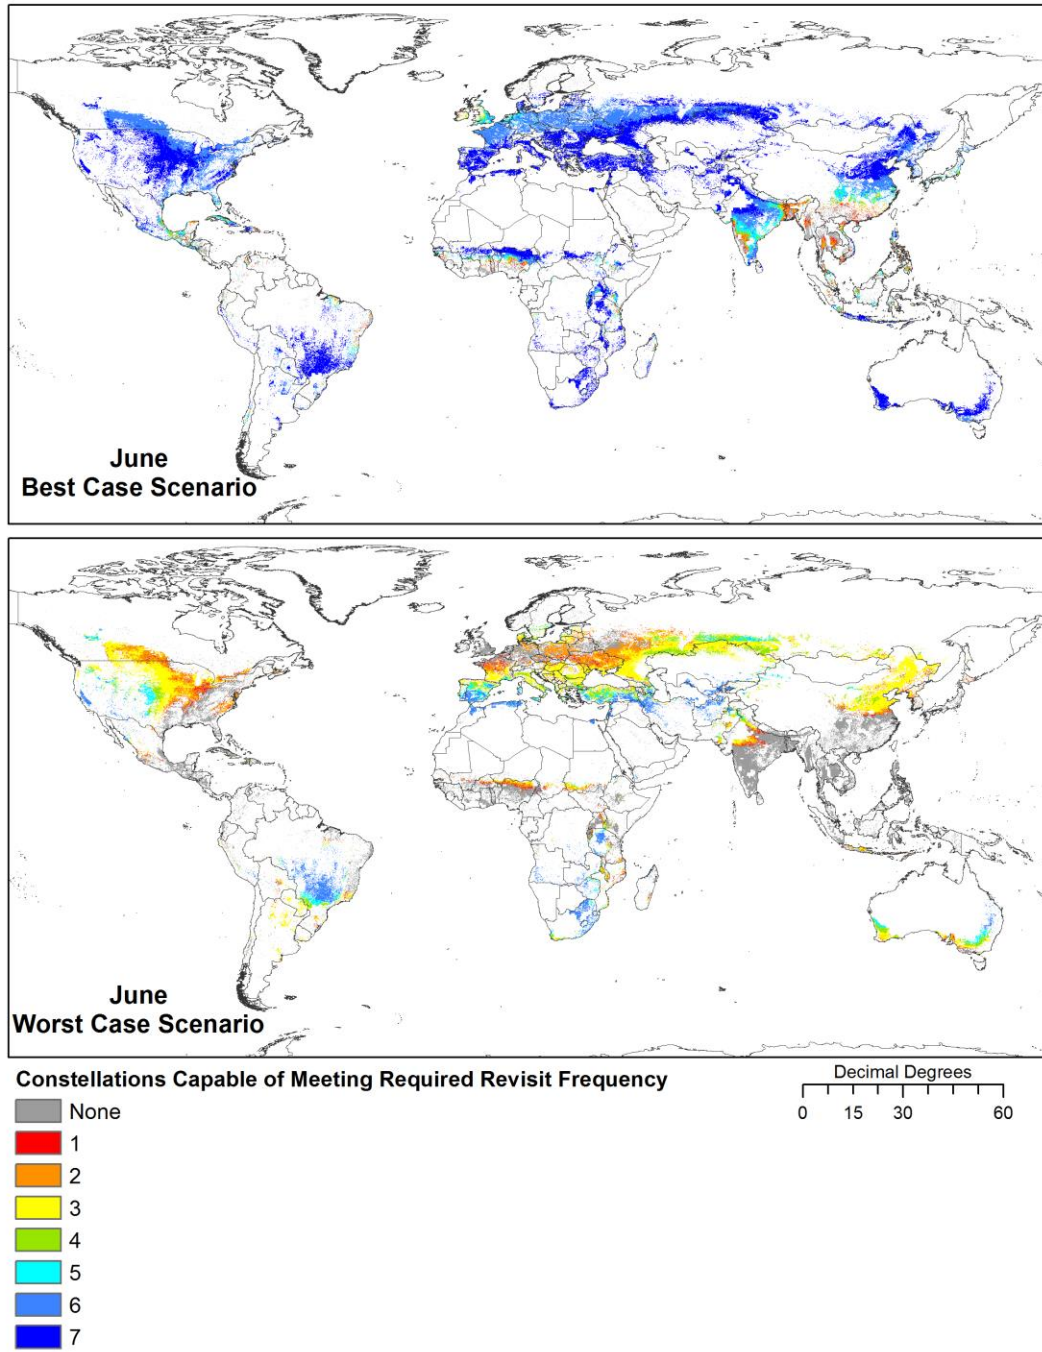 June
Best Case Scenario
June
Worst Case Scenario
Constellations Capable of Meeting Required Revisit Frequency
None
1
2
3
4
5
6
7
Decimal Degrees
0 15 30 60